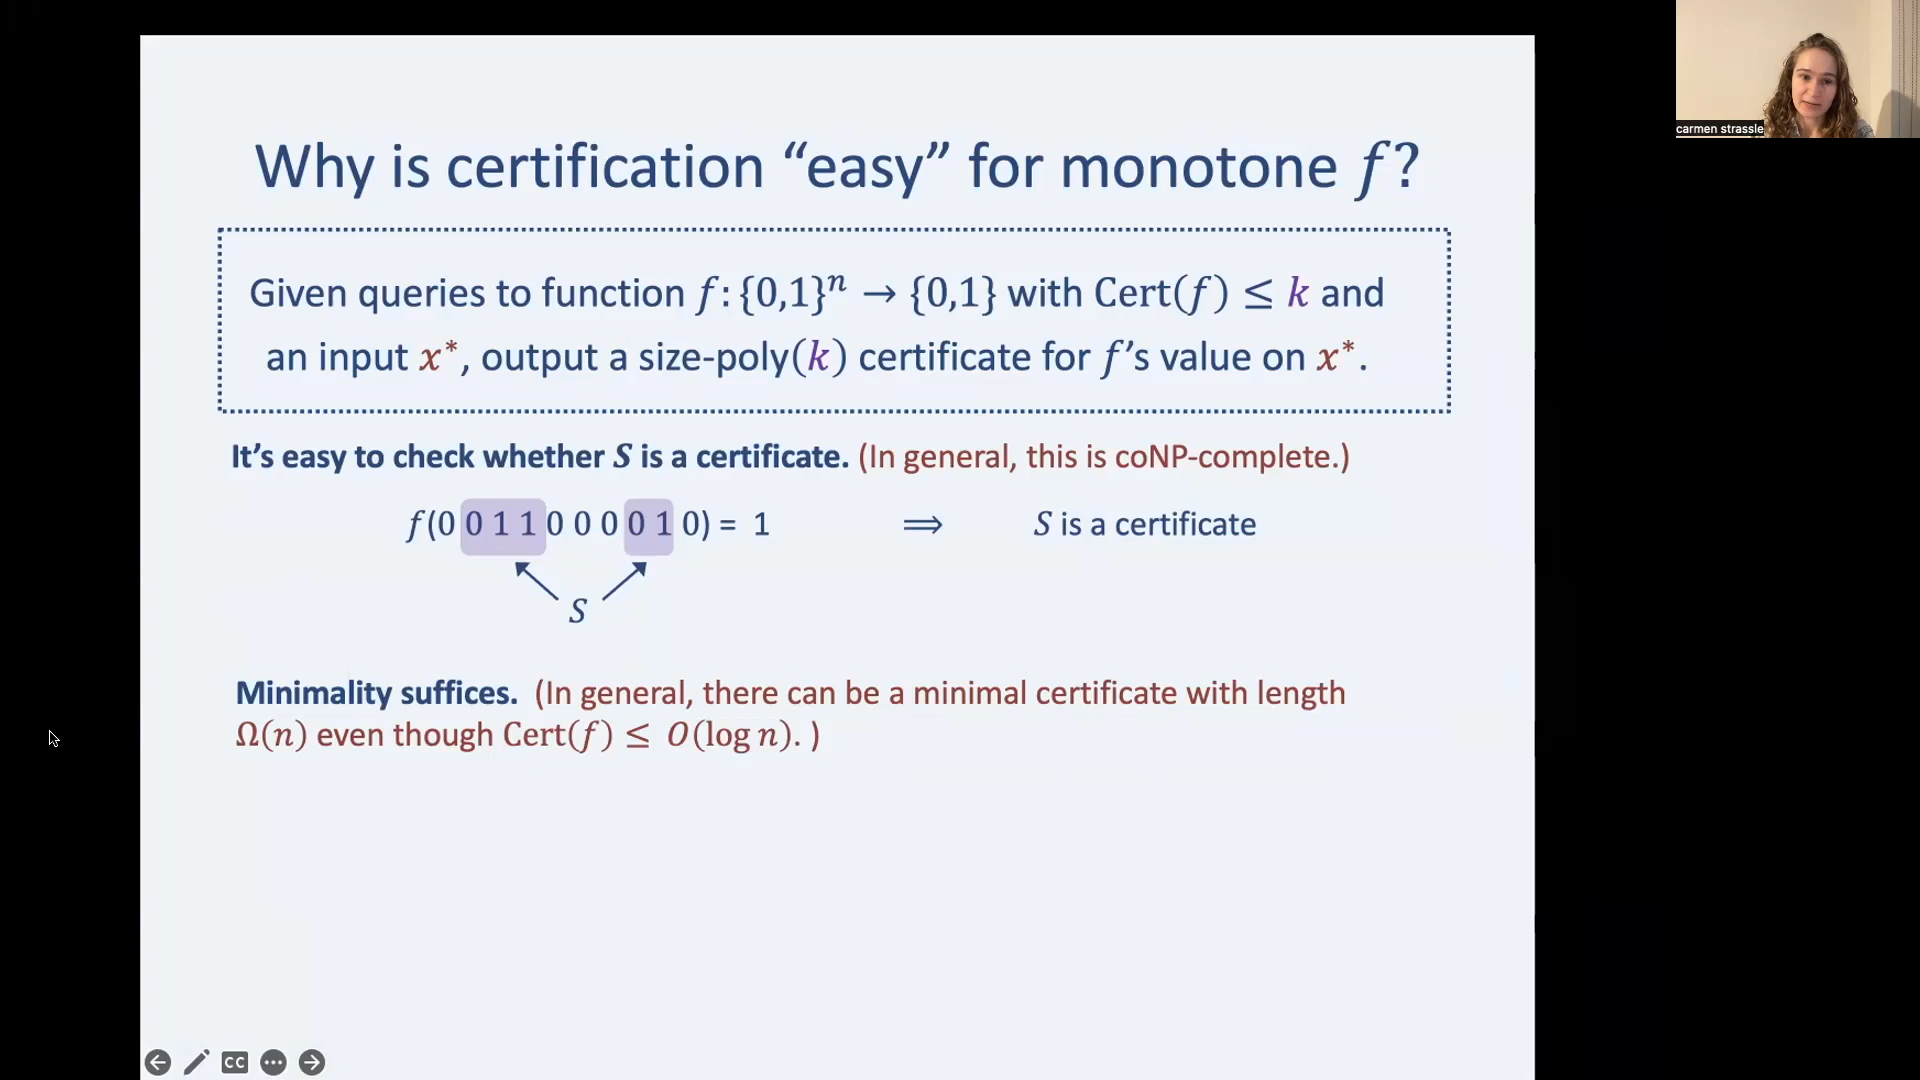 carmen strassle
Why is certification “easy” for monotone f?
Given queries to function f: {0,1}ⁿ → {0,1} with Cert(f) ≤ k and
an input x*, output a size-poly(k) certificate for f’s value on x*.
It’s easy to check whether S is a certificate. (In general, this is coNP-complete.)
f(0 0 1 1 0 0 0 0 1 0) = 1 ⟹ S is a certificate
S
Minimality suffices. (In general, there can be a minimal certificate with length
Ω(n) even though Cert(f) ≤ O(log n). )
CC